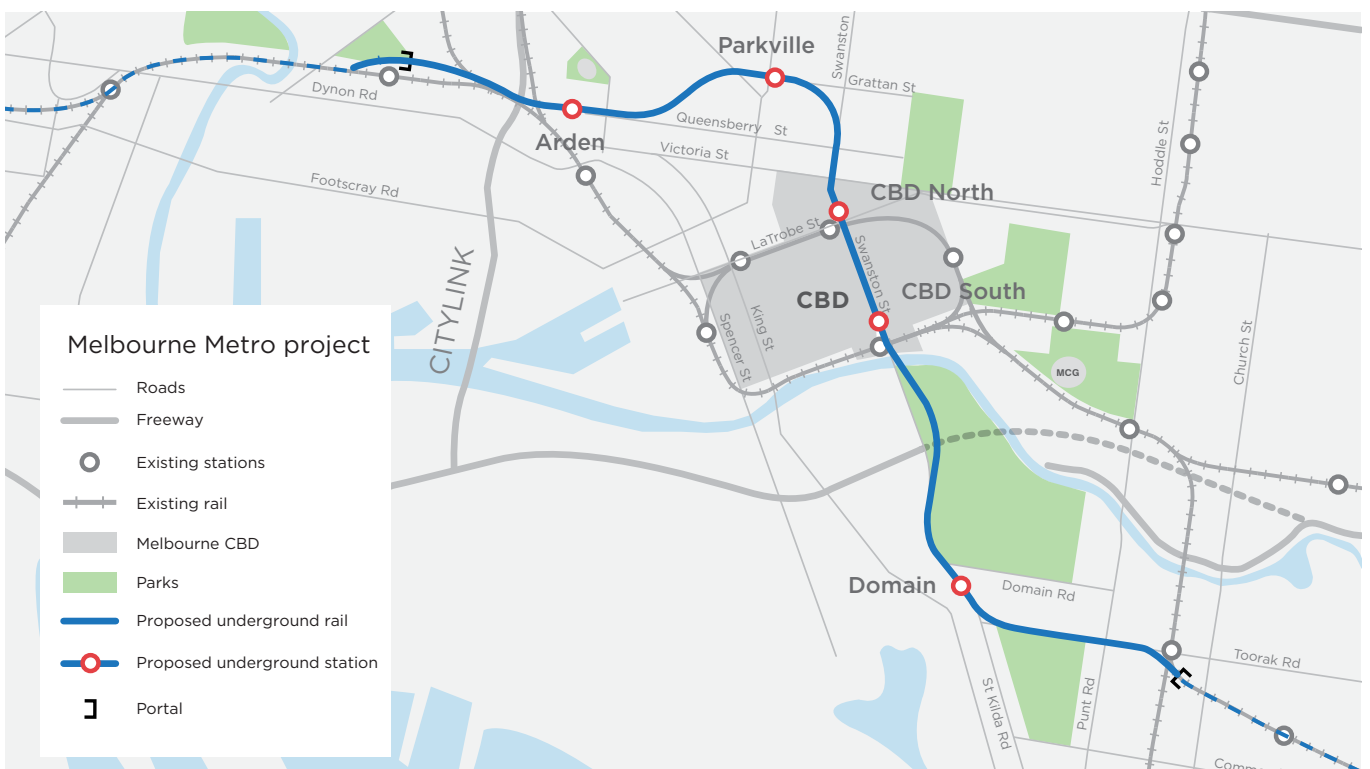 Parkville
Swanston
Grattan St
Dynon Rd
Arden
Queensberry St
Victoria St
Hoddle St
Footscray Rd
CBD North
LaTrobe St
Swanston St
CBD
CBD South
CITYLINK
King St
Spencer St
Church St
MCG
Melbourne Metro project
Roads
Freeway
Existing stations
Existing rail
Melbourne CBD
Parks
Proposed underground rail
Proposed underground station
Portal
Domain
Domain Rd
Toorak Rd
St Kilda Rd
Punt Rd